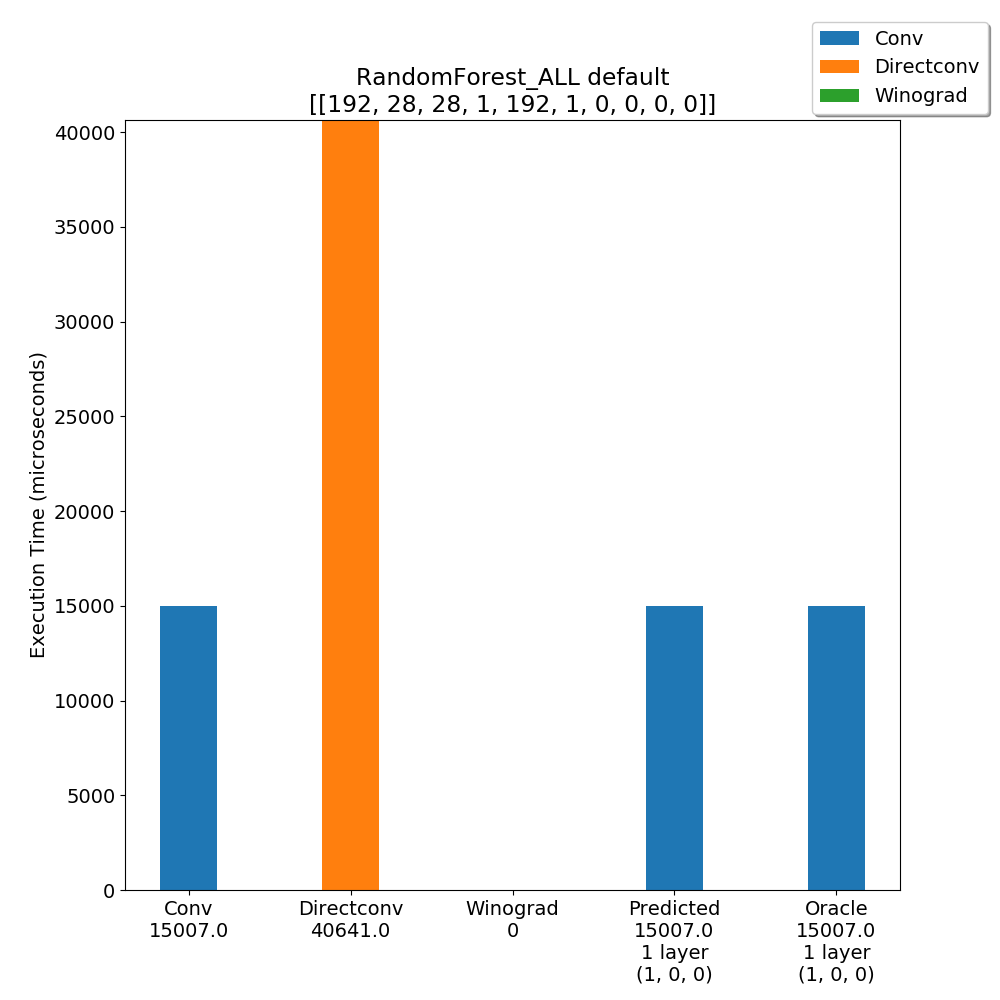 Conv
Directconv
Winograd
RandomForest_ALL default
[[192, 28, 28, 1, 192, 1, 0, 0, 0, 0]]
Execution Time (microseconds)
40000
35000
30000
25000
20000
15000
10000
5000
0
Conv
15007.0
Directconv
40641.0
Winograd
0
Predicted
15007.0
1 layer
(1, 0, 0)
Oracle
15007.0
1 layer
(1, 0, 0)